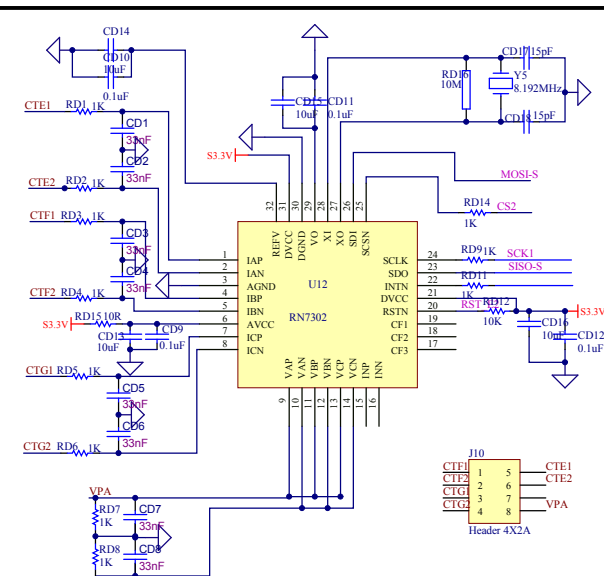 CD14
CD10
10uF
0.1uF
CTE1 RD1 1K
CD1
33nF
CD2
33nF
CTE2 RD2 1K
CTF1 RD3 1K
CD3
33nF
CD4
33nF
CTF2 RD4 1K
S3.3V RD15 10R
CD13 CD9
10uF 0.1uF
CTG1 RD5 1K
CD5
33nF
CD6
33nF
CTG2 RD6 1K
VPA
RD7
1K
CD7
33nF
RD8
1K
CD8
33nF
S3.3V
CD15 CD11
10uF 0.1uF
RD16
10M
CD17 15pF
Y5
8.192MHz
CD18 15pF
MOSI-S
RD14 CS2
1K
32 31 30 29 28 27 26 25
REFV DVCC DGND VO XI XO SDI SCSN
U12
RN7302
1 IAP
2 IAN
3 AGND
4 IBP
5 IBN
6 AVCC
7 ICP
8 ICN
SCLK 24
SDO 23
INTN 22
DVCC 21
RSTN 20
CF1 19
CF2 18
CF3 17
VAP VAN VBP VBN VCP VCN INP INN
9 10 11 12 13 14 15 16
RD9 1K SCK1
SISO-S
RD11
1K
RST RD12
10K
S3.3V
CD16
10uF
CD12
0.1uF
J10
CTF1 1 5 CTE1
CTF2 2 6 CTE2
CTG1 3 7
CTG2 4 8 VPA
Header 4X2A